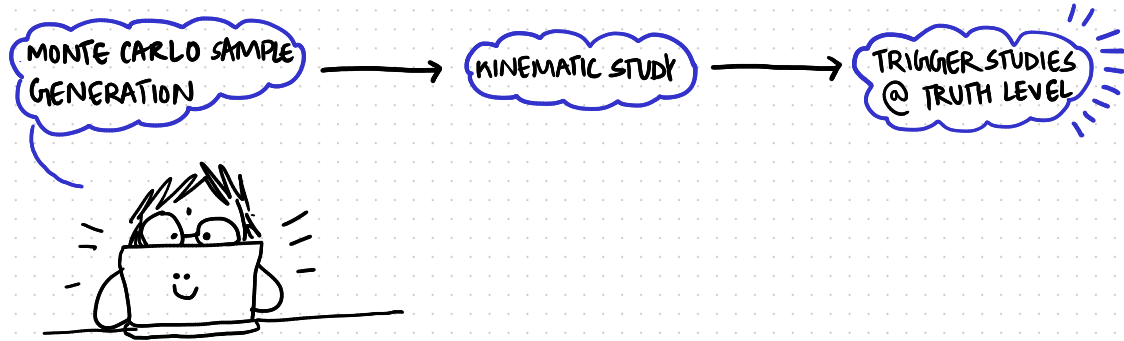 MONTE CARLO SAMPLE
GENERATION
KINEMATIC STUDY
TRIGGER STUDIES
@ TRUTH LEVEL